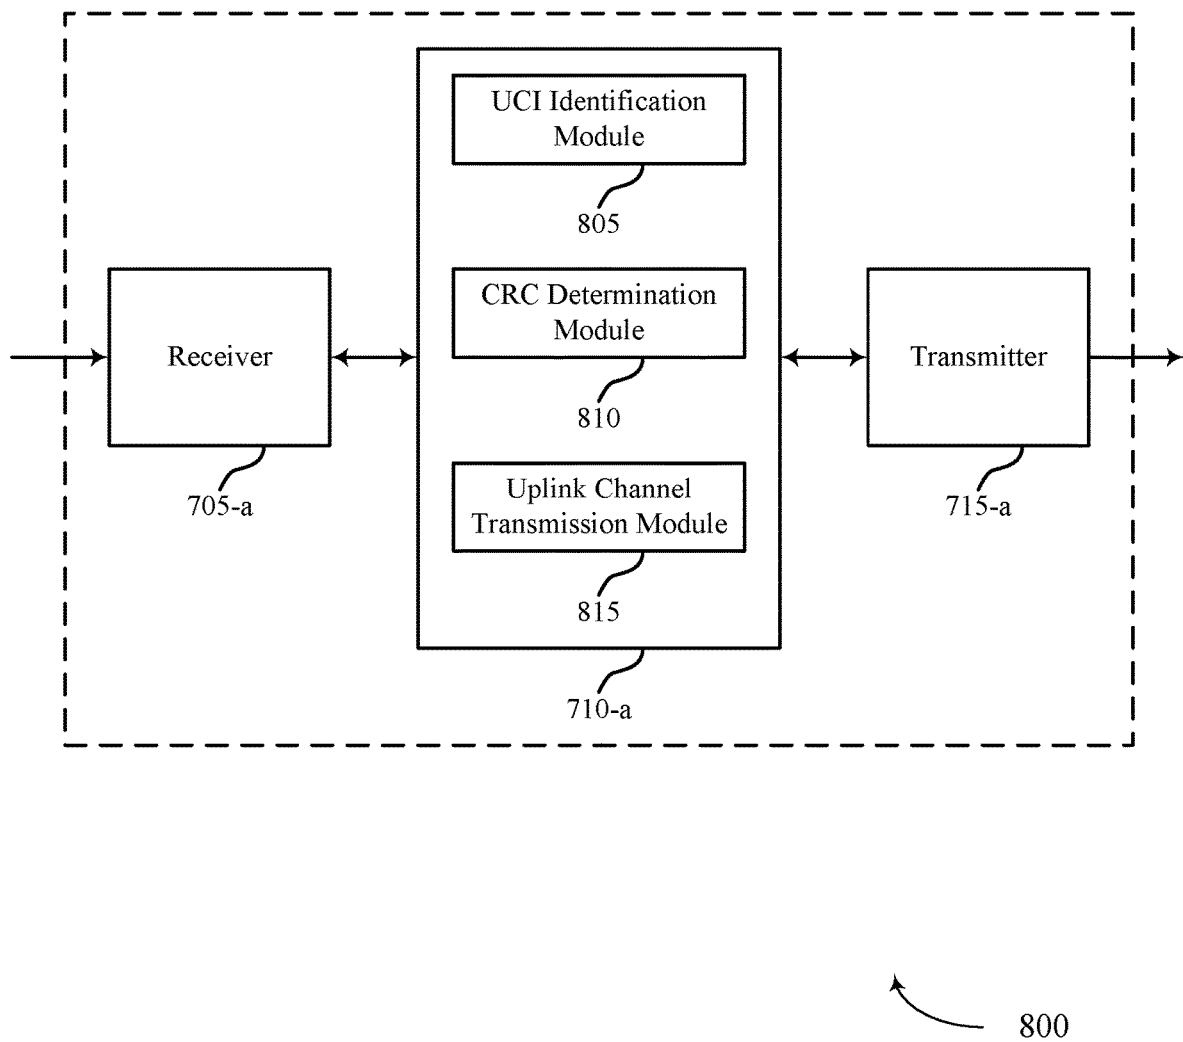 UCI Identification
Module
805
CRC Determination
Module
810
Receiver
705-a
Transmitter
715-a
Uplink Channel
Transmission Module
815
710-a
800